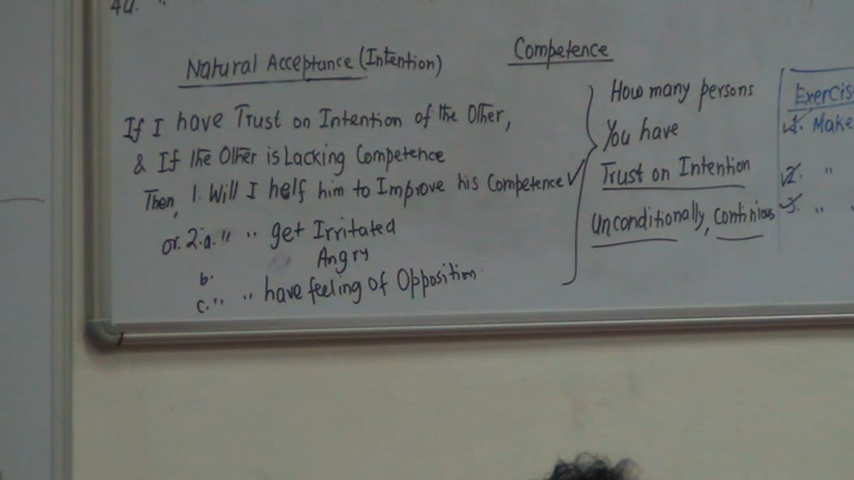 4a. "
Natural Acceptance (Intention)
Competence
If I have Trust on Intention of the Other,
& If the Other is Lacking Competence
Then, 1. Will I help him to Improve his Competence ✓
or 2.a. " " get Irritated
b. Angry
c. " " have feeling of Opposition.
How many persons
You have
Trust on Intention
Unconditionally, continious
Exercis
✓1. Make
✓2. "
✓3. " "